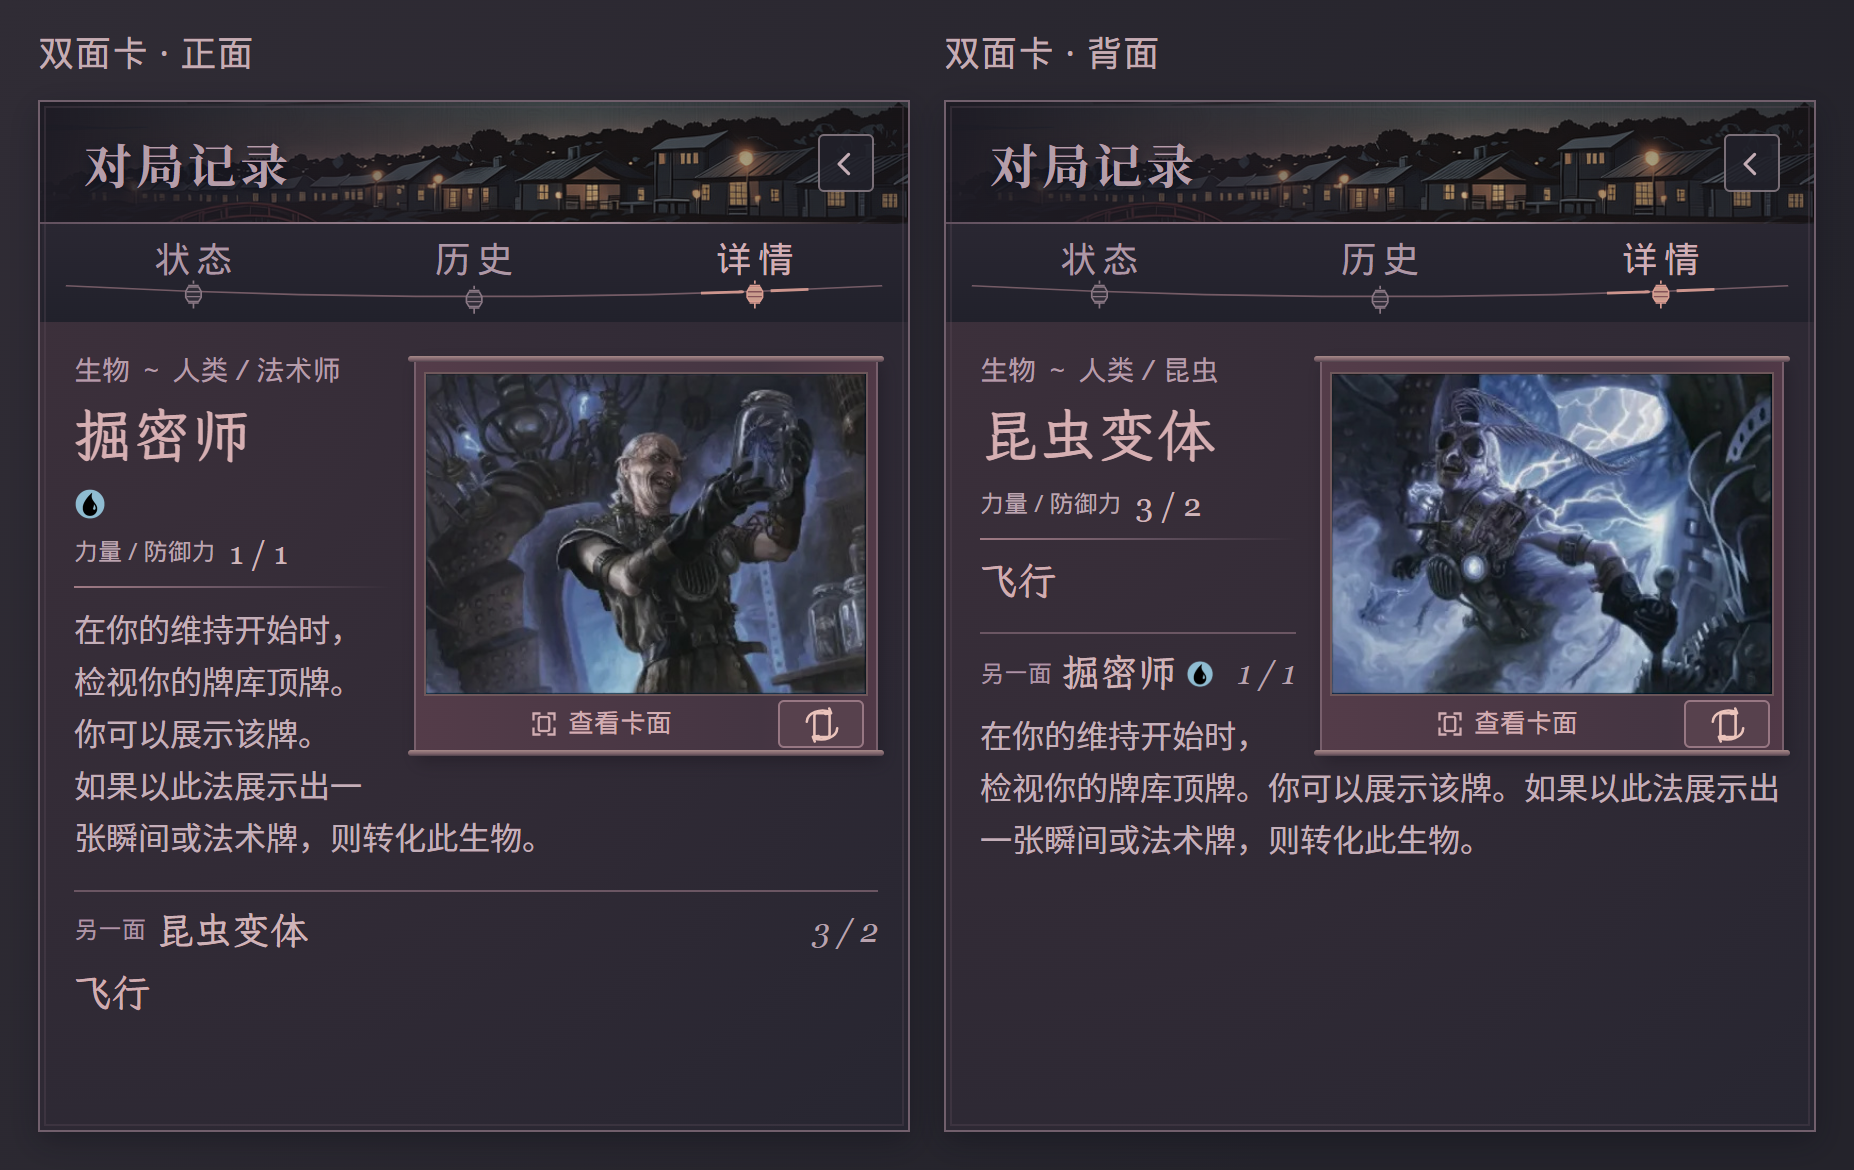 双面卡 · 正面
对局记录
状态
历史
详情
生物 ~ 人类 / 法术师
掘密师
力量 / 防御力 1 / 1
在你的维持开始时，
检视你的牌库顶牌。
你可以展示该牌。
如果以此法展示出一
张瞬间或法术牌，则转化此生物。
查看卡面
另一面 昆虫变体 3 / 2
飞行
双面卡 · 背面
对局记录
状态
历史
详情
生物 ~ 人类 / 昆虫
昆虫变体
力量 / 防御力 3 / 2
飞行
查看卡面
另一面 掘密师 1 / 1
在你的维持开始时，
检视你的牌库顶牌。你可以展示该牌。如果以此法展示出
一张瞬间或法术牌，则转化此生物。